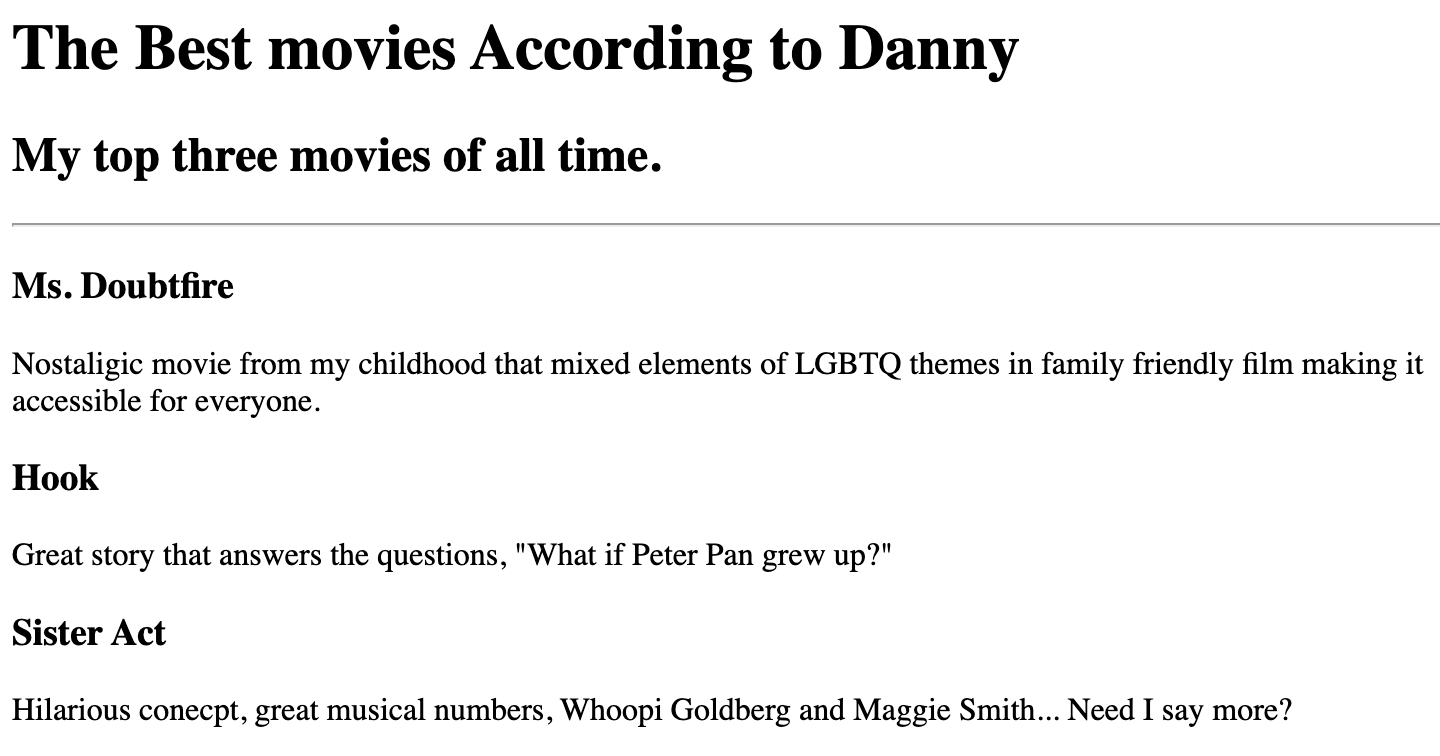 The Best movies According to Danny
My top three movies of all time.
Ms. Doubtfire
Nostaligic movie from my childhood that mixed elements of LGBTQ themes in family friendly film making it
accessible for everyone.
Hook
Great story that answers the questions, "What if Peter Pan grew up?"
Sister Act
Hilarious conecpt, great musical numbers, Whoopi Goldberg and Maggie Smith... Need I say more?